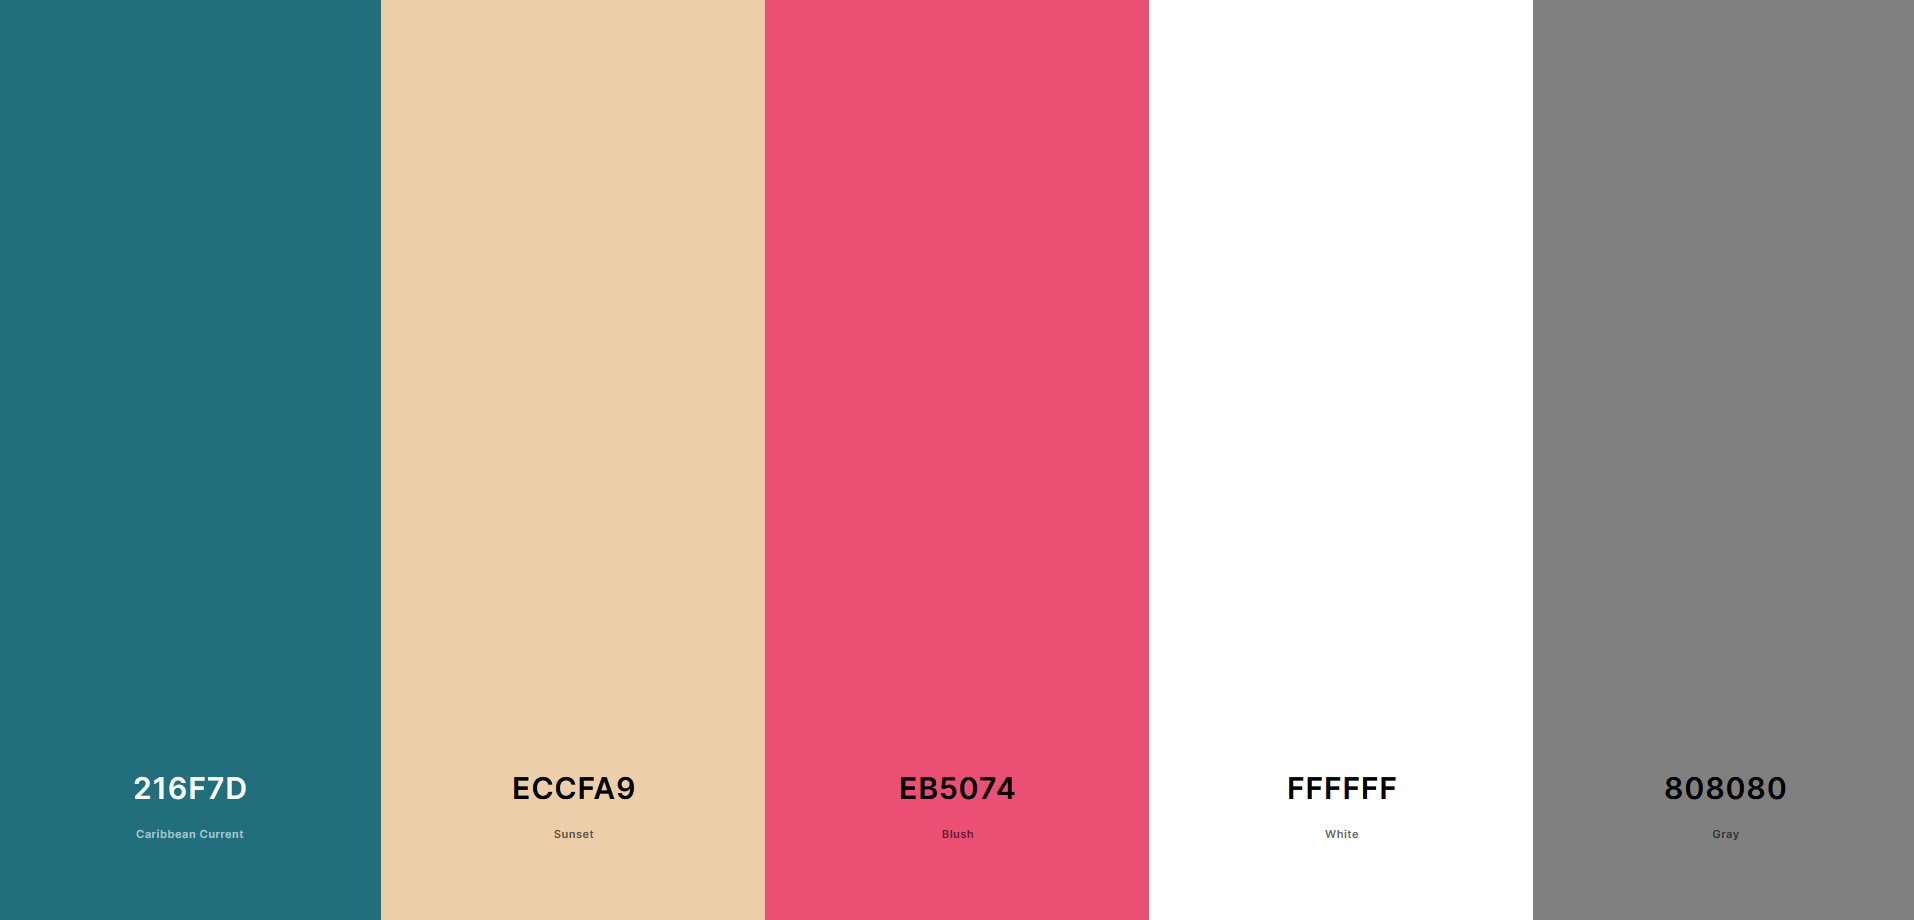 216F7D
Caribbean Current
ECCFA9
Sunset
EB5074
Blush
FFFFFF
White
808080
Gray